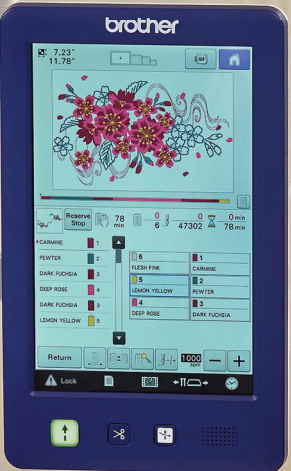 brother
7.23"
11.78"
Reserve Stop
78 min
0
6
0
47302
0 min
78 min
CARMINE 1
PEWTER 2
DARK FUCHSIA 3
DEEP ROSE 4
DARK FUCHSIA 3
LEMON YELLOW 5
6 FLESH PINK
1 CARMINE
5 LEMON YELLOW
2 PEWTER
4 DEEP ROSE
3 DARK FUCHSIA
Return
1000 spm
- +
Lock